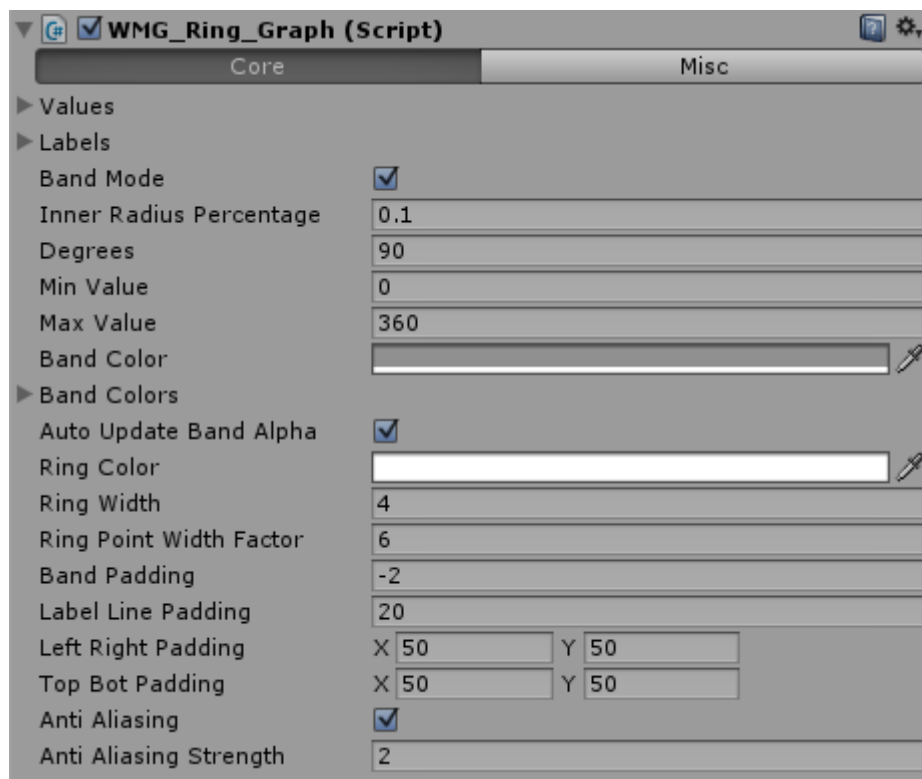 WMG_Ring_Graph (Script)
Core Misc
Values
Labels
Band Mode
Inner Radius Percentage 0.1
Degrees 90
Min Value 0
Max Value 360
Band Color
Band Colors
Auto Update Band Alpha
Ring Color
Ring Width 4
Ring Point Width Factor 6
Band Padding -2
Label Line Padding 20
Left Right Padding X 50 Y 50
Top Bot Padding X 50 Y 50
Anti Aliasing
Anti Aliasing Strength 2